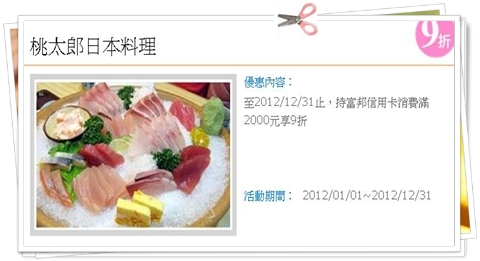 9折
桃太郎日本料理
優惠內容：
至2012/12/31止，持富邦信用卡消費滿
2000元享9折
活動期間： 2012/01/01~2012/12/31